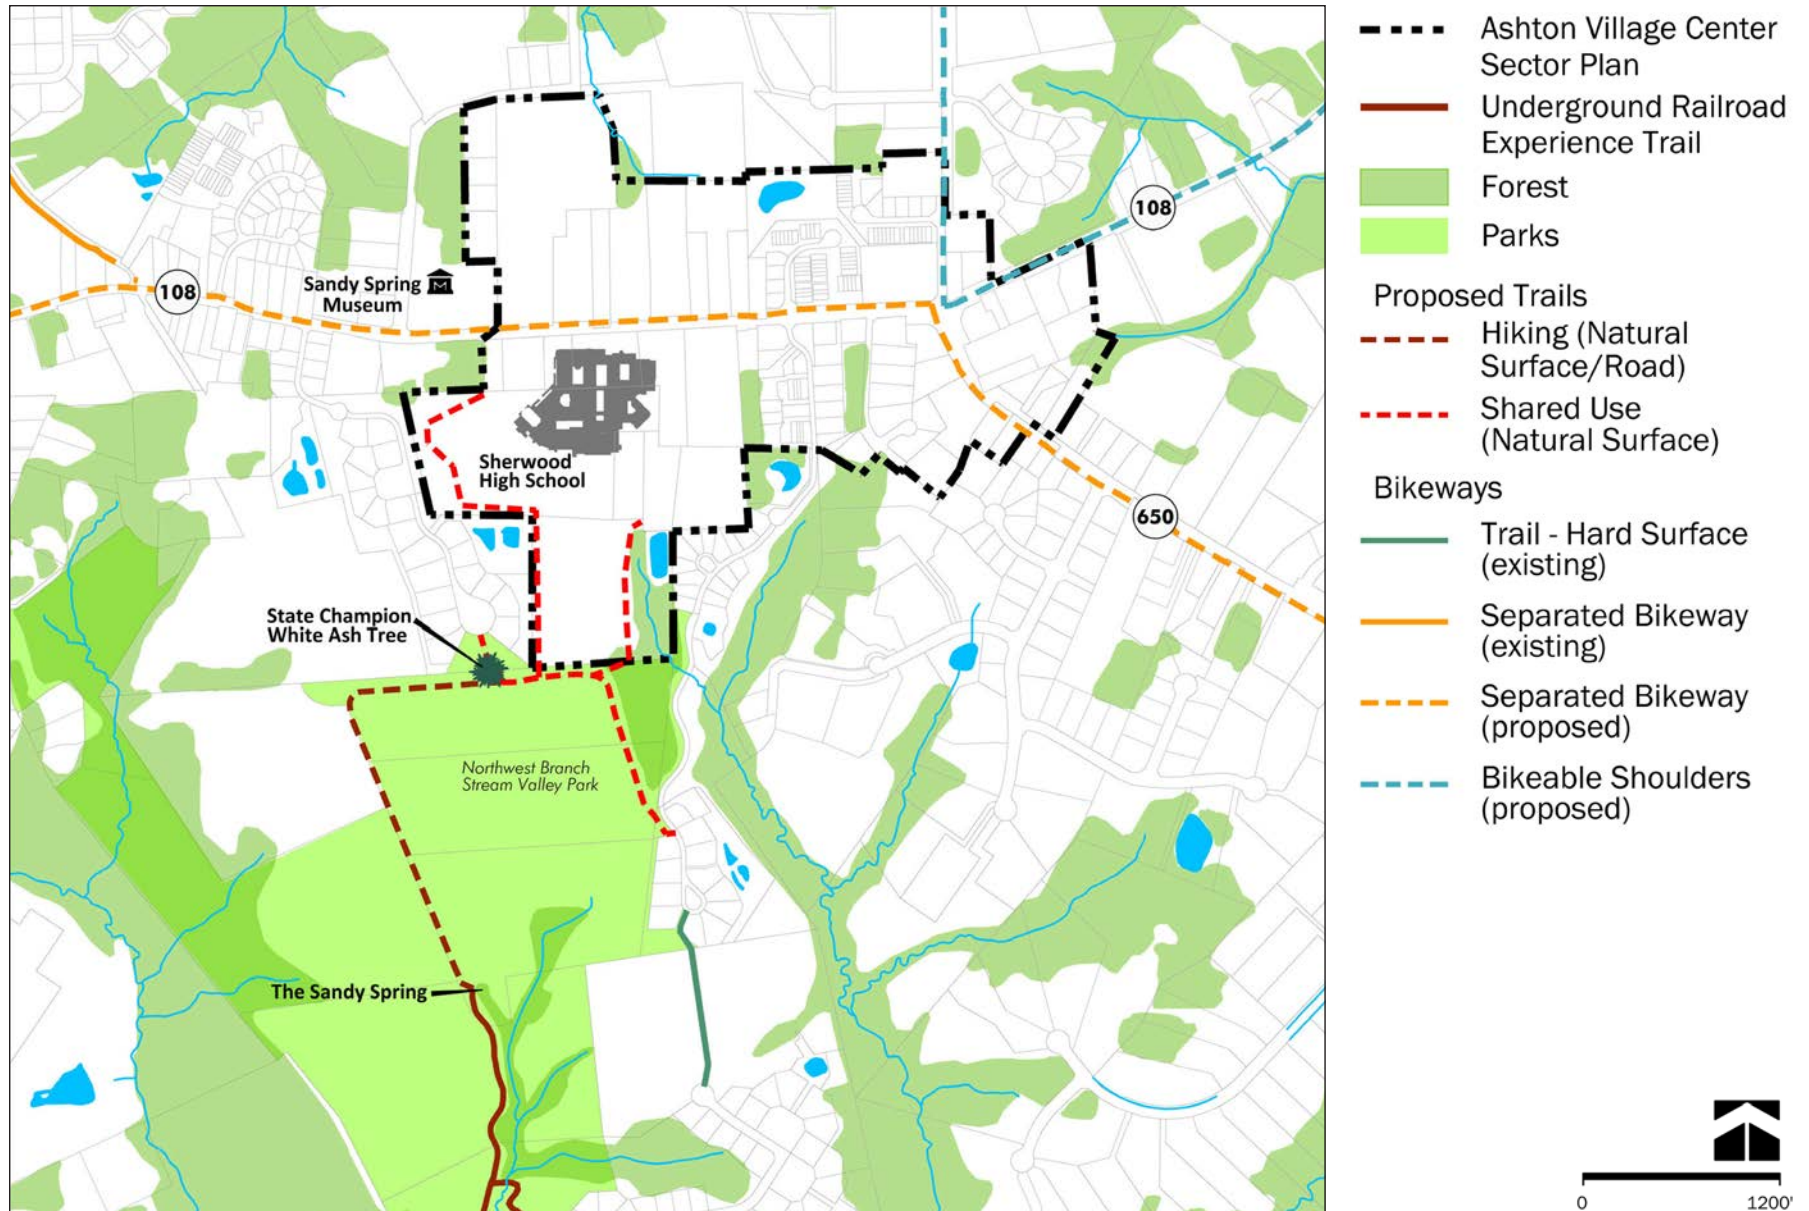 108
Sandy Spring
Museum
108
Sherwood
High School
650
State Champion
White Ash Tree
Northwest Branch
Stream Valley Park
The Sandy Spring
Ashton Village Center
Sector Plan
Underground Railroad
Experience Trail
Forest
Parks
Proposed Trails
Hiking (Natural
Surface/Road)
Shared Use
(Natural Surface)
Bikeways
Trail - Hard Surface
(existing)
Separated Bikeway
(existing)
Separated Bikeway
(proposed)
Bikeable Shoulders
(proposed)
0 1200'